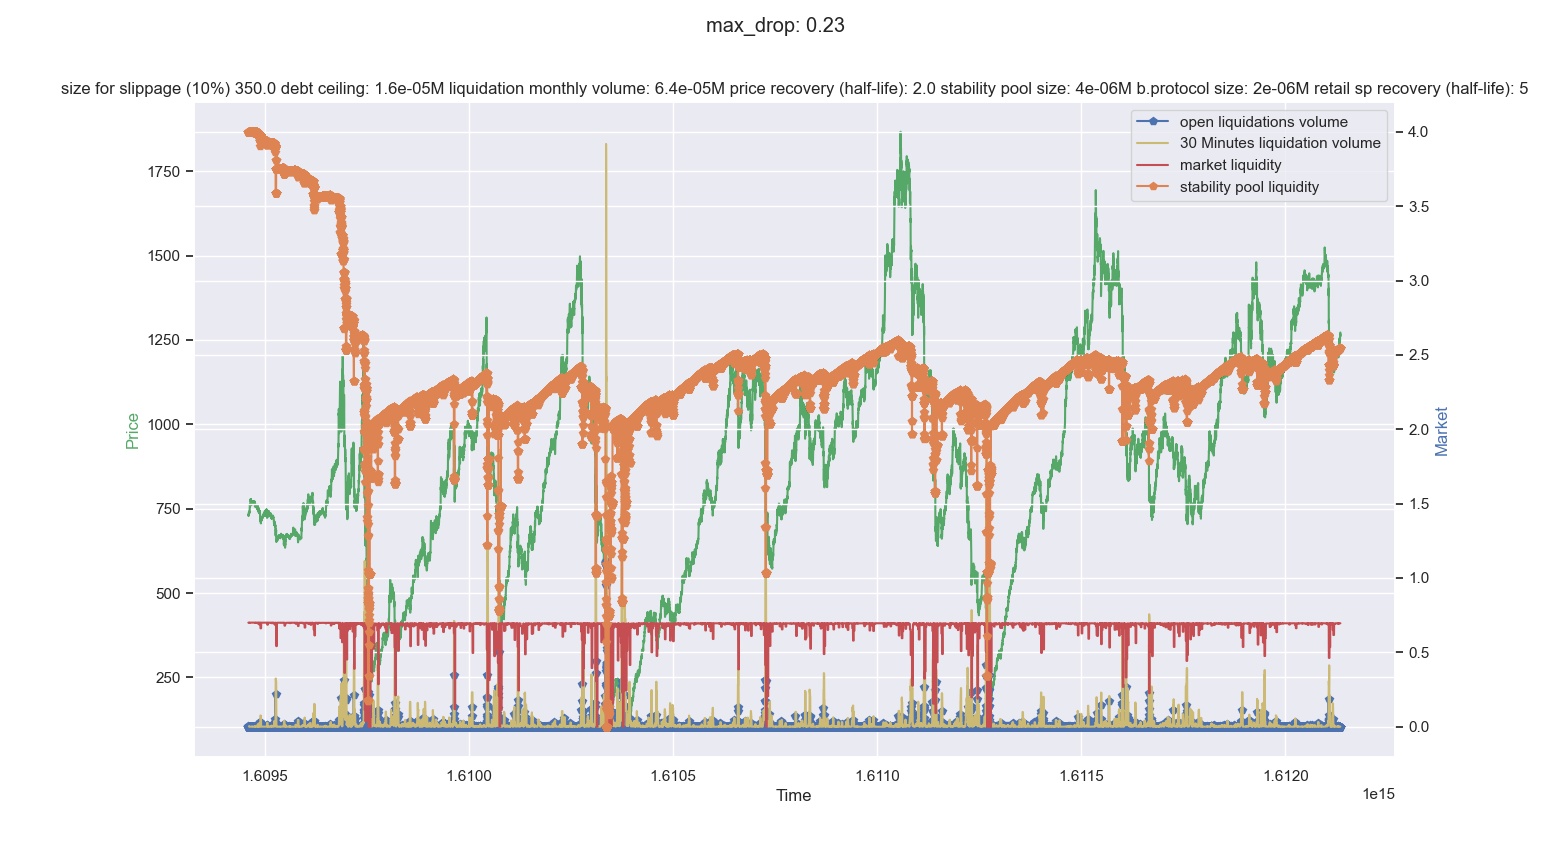 max_drop: 0.23
size for slippage (10%) 350.0 debt ceiling: 1.6e-05M liquidation monthly volume: 6.4e-05M price recovery (half-life): 2.0 stability pool size: 4e-06M b.protocol size: 2e-06M retail sp recovery (half-life): 5
open liquidations volume
30 Minutes liquidation volume
market liquidity
stability pool liquidity
1750
1500
1250
1000
750
500
250
Price
4.0
3.5
3.0
2.5
2.0
1.5
1.0
0.5
0.0
Market
1.6095 1.6100 1.6105 1.6110 1.6115 1.6120
Time
1e15